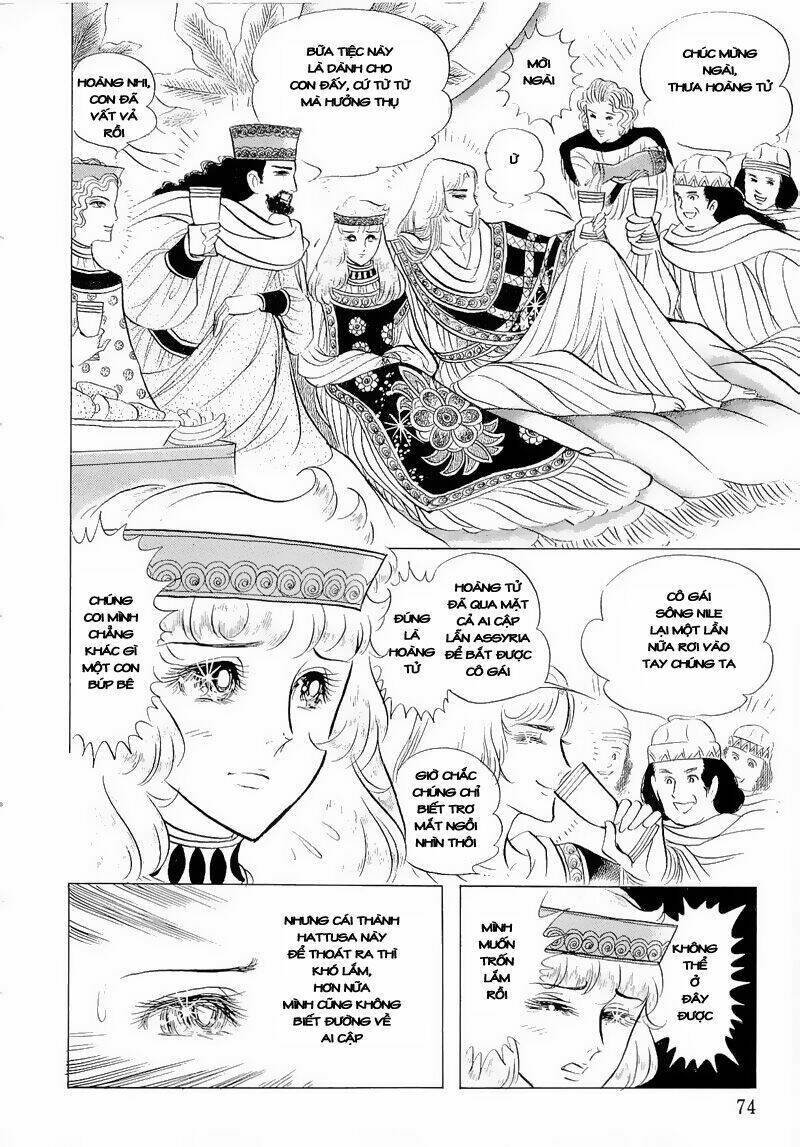 HOÀNG NHI,
CON ĐÃ
VẤT VẢ
RỒI
BỮA TIỆC NÀY
LÀ DÀNH CHO
CON ĐẤY, CỨ TỪ TỪ
MÀ HƯỞNG THỤ
MỜI
NGÀI
CHÚC MỪNG
NGÀI,
THƯA HOÀNG TỬ
Ừ
CHÚNG
COI MÌNH
CHẲNG
KHÁC GÌ
MỘT CON
BÚP BÊ
ĐÚNG
LÀ
HOÀNG
TỬ
HOÀNG TỬ
ĐÃ QUA MẶT
CẢ AI CẬP
LẪN ASSYRIA
ĐỂ BẮT ĐƯỢC
CÔ GÁI
CÔ GÁI
SÔNG NILE
LẠI MỘT LẦN
NỮA RƠI VÀO
TAY CHÚNG TA
GIỜ CHẮC
CHÚNG CHỈ
BIẾT TRƠ
MẮT NGỒI
NHÌN THÔI
NHƯNG CÁI THÀNH
HATTUSA NÀY
ĐỂ THOÁT RA THÌ
KHÓ LẮM,
HƠN NỮA
MÌNH CŨNG KHÔNG
BIẾT ĐƯỜNG VỀ
AI CẬP
MÌNH
MUỐN
TRỐN
LẮM
RỒI
KHÔNG
THỂ
Ở
ĐÂY
ĐƯỢC
74